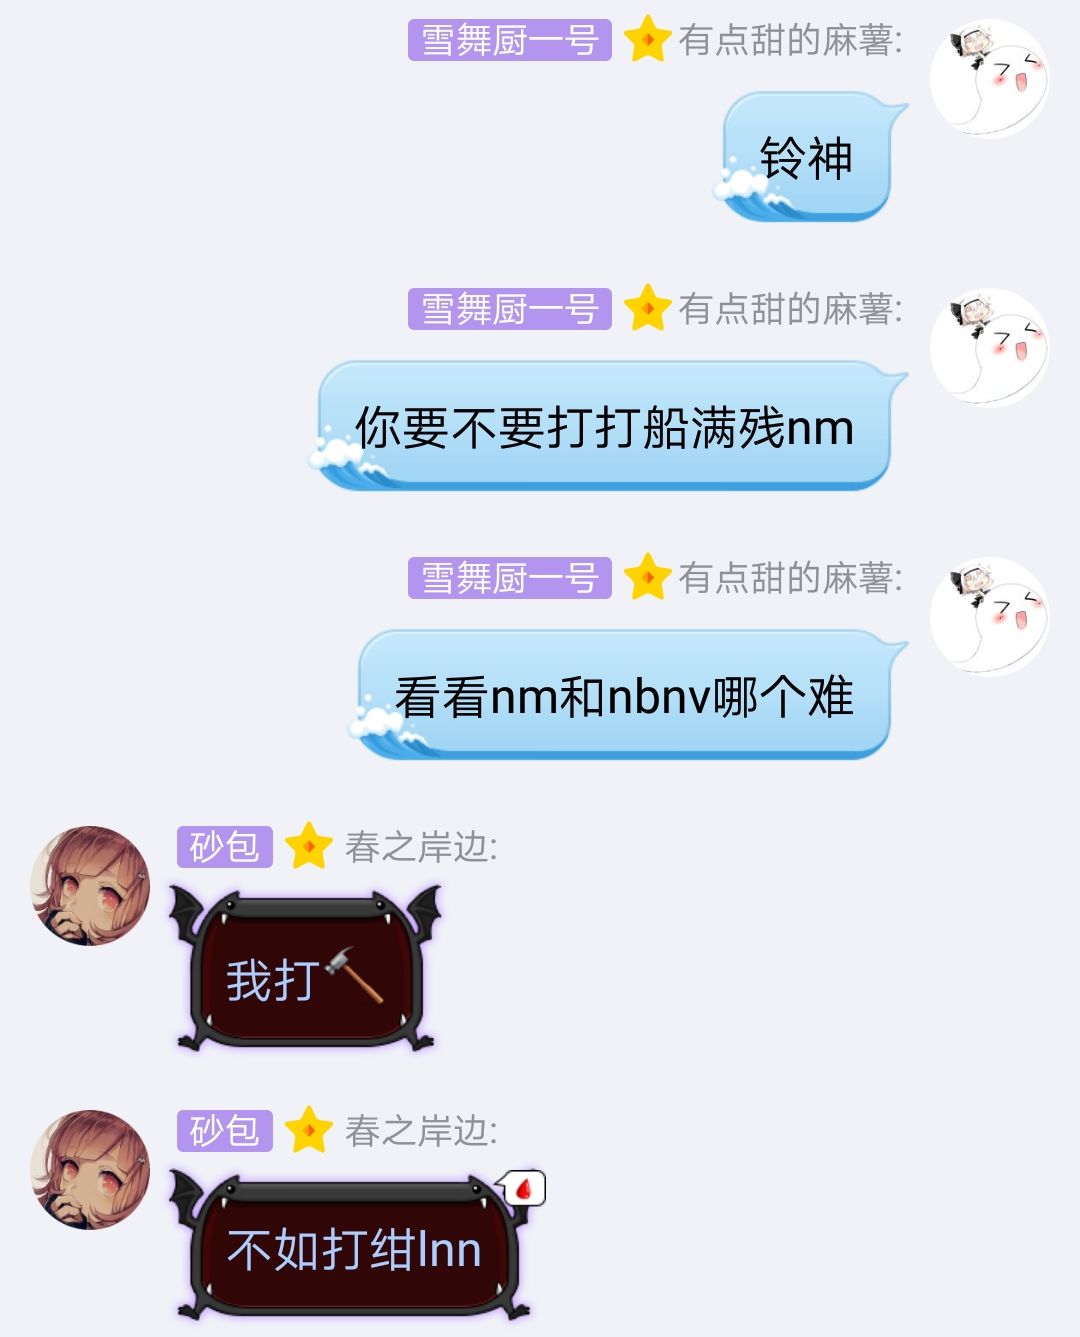 雪舞厨一号 有点甜的麻薯:
铃神
雪舞厨一号 有点甜的麻薯:
你要不要打打船满残nm
雪舞厨一号 有点甜的麻薯:
看看nm和nbnv哪个难
砂包 春之岸边:
我打🔨
砂包 春之岸边:
不如打绀lnn